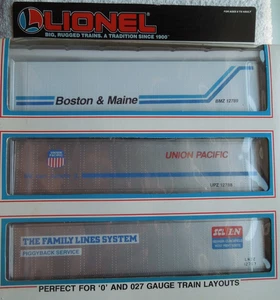 LIONEL
BIG, RUGGED TRAINS. A TRADITION SINCE 1900
Boston & Maine
UNION PACIFIC
THE FAMILY LINES SYSTEM
PIGGYBACK SERVICE
SCL L/N
PERFECT FOR 'O' AND 027 GAUGE TRAIN LAYOUTS